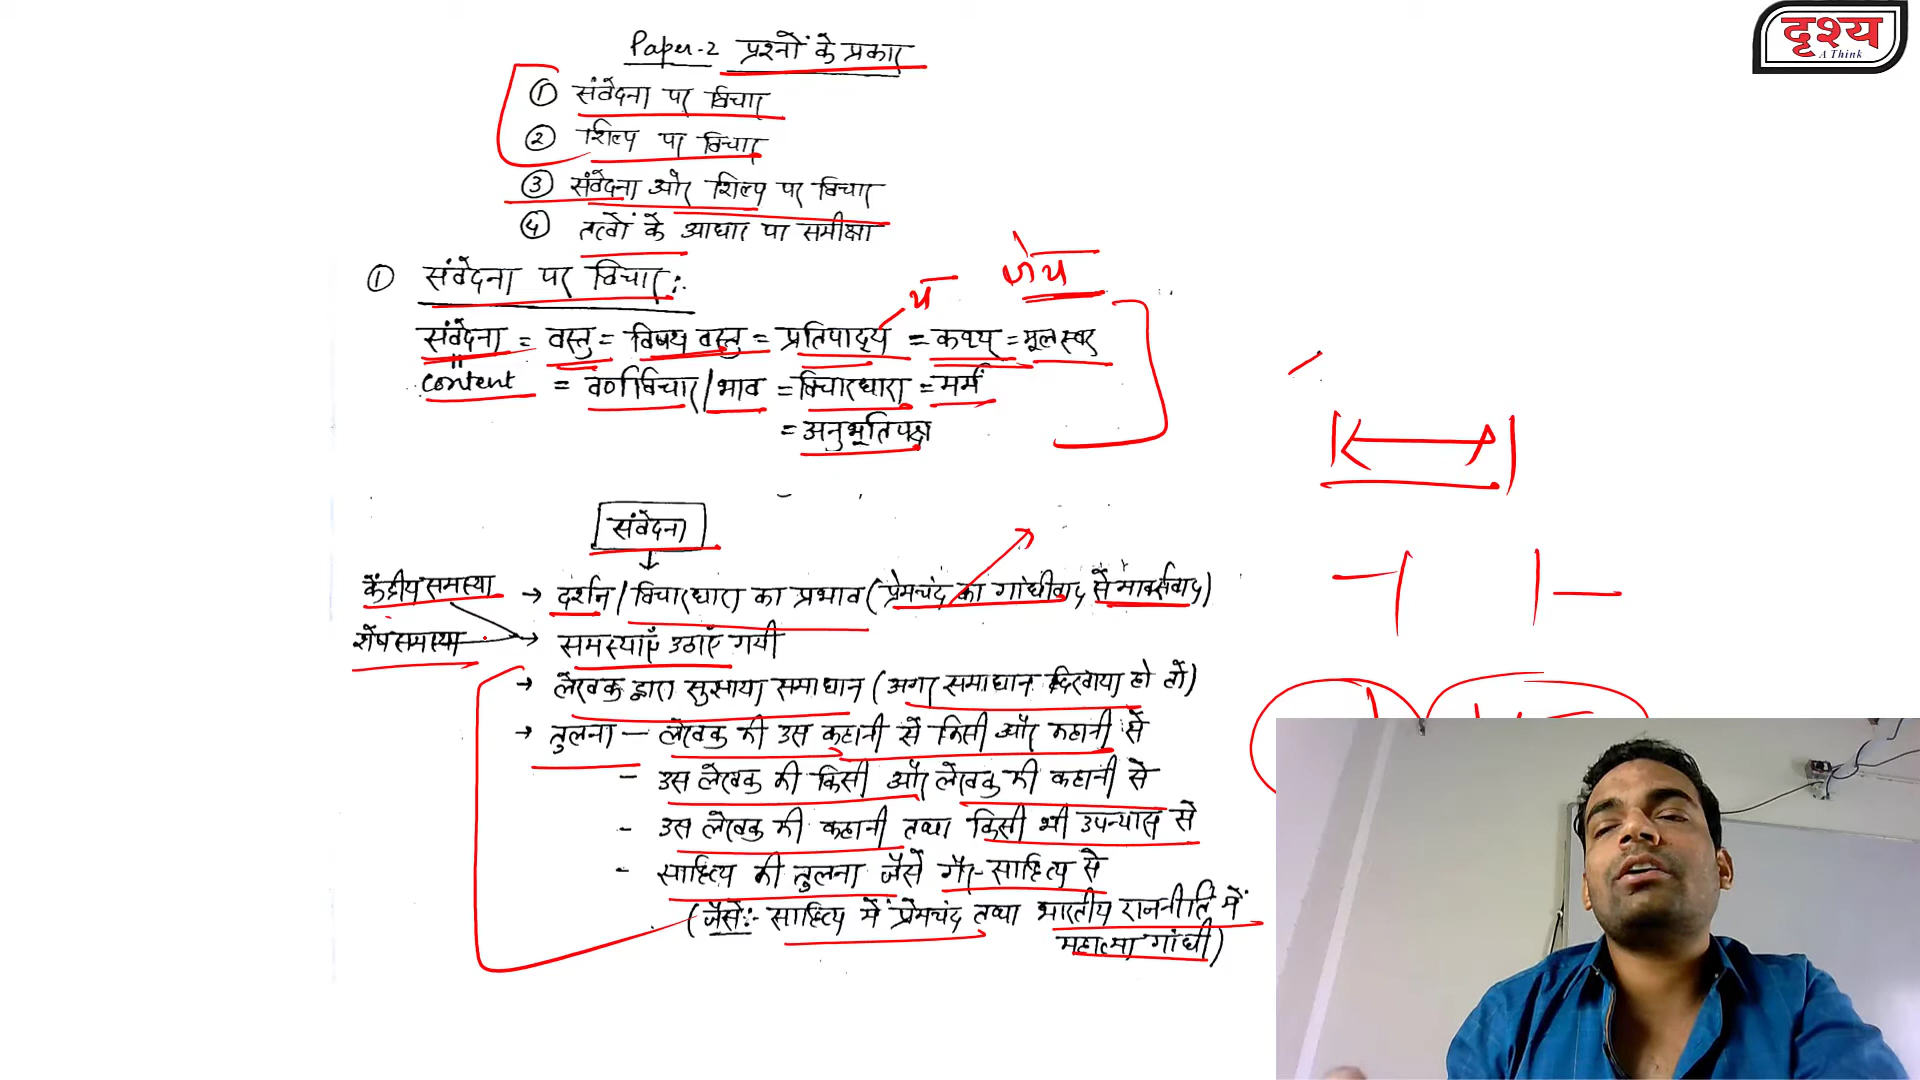 दृश्य
A Think
Paper-2 प्रश्नों के प्रकार
① संवेदना पर विचार
② शिल्प पर विचार
③ संवेदना और शिल्प पर विचार
④ तत्वों के आधार पर समीक्षा
① संवेदना पर विचार :
संवेदना = वस्तु = विषय वस्तु = प्रतिपाद्य = कथ्य = मूल स्वर
content = वर्ण्यविचार / भाव = विचारधारा = मर्म
= अनुभूतिपक्ष
संवेदना
केंद्रीय समस्या
→ दर्शन / विचारधारा का प्रभाव (प्रेमचंद का गांधीवाद से मार्क्सवाद)
शेष समस्या
→ समस्याएँ उठाएँ गयी
→ लेखक द्वारा सुझाया समाधान (अगर समाधान दिखाया हो तो)
→ तुलना – लेखक की उस कहानी से किसी और कहानी से
- उस लेखक की किसी और लेखक की कहानी से
- उस लेखक की कहानी तथा किसी भी उपन्यास से
- साहित्य की तुलना जैसे गैर-साहित्य से
(जैसे:- साहित्य में प्रेमचंद तथा भारतीय राजनीति में
महात्मा गांधी)